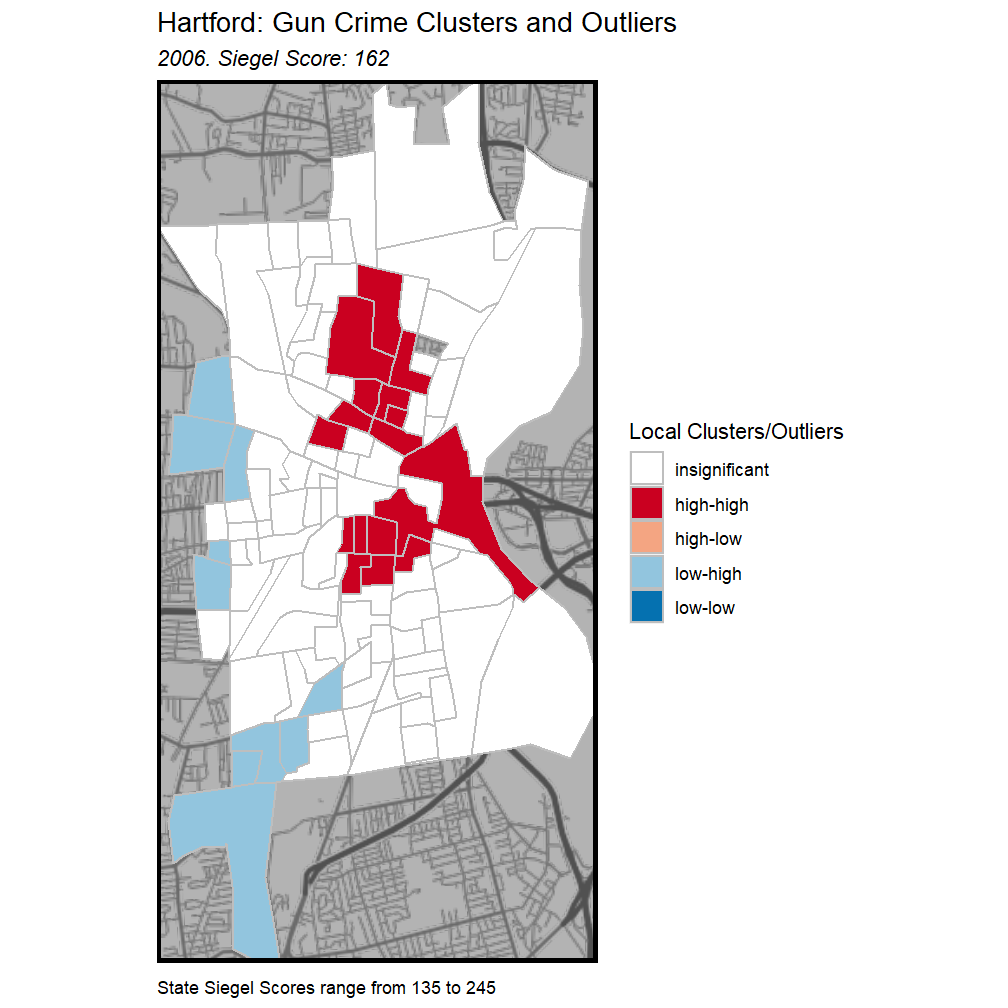 Hartford: Gun Crime Clusters and Outliers
2006. Siegel Score: 162
Local Clusters/Outliers
insignificant
high-high
high-low
low-high
low-low
State Siegel Scores range from 135 to 245